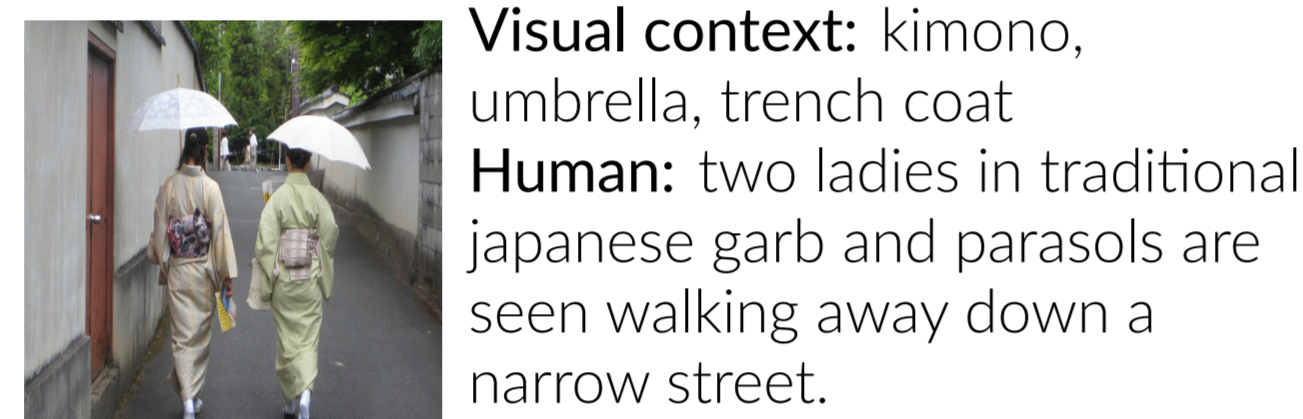 Visual context: kimono,
umbrella, trench coat
Human: two ladies in traditional
japanese garb and parasols are
seen walking away down a
narrow street.